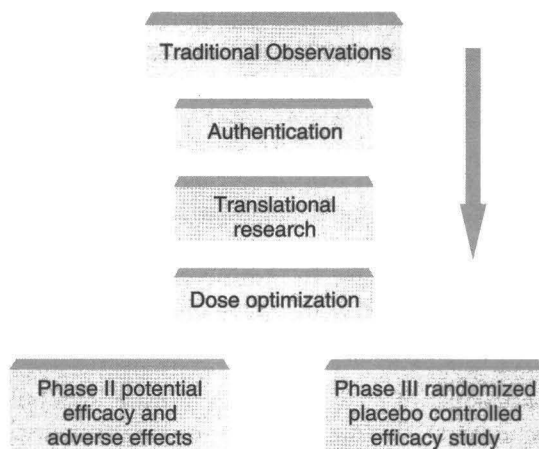 Traditional Observations
Authentication
Translational
research
Dose optimization
Phase II potential
efficacy and
adverse effects
Phase III randomized
placebo controlled
efficacy study